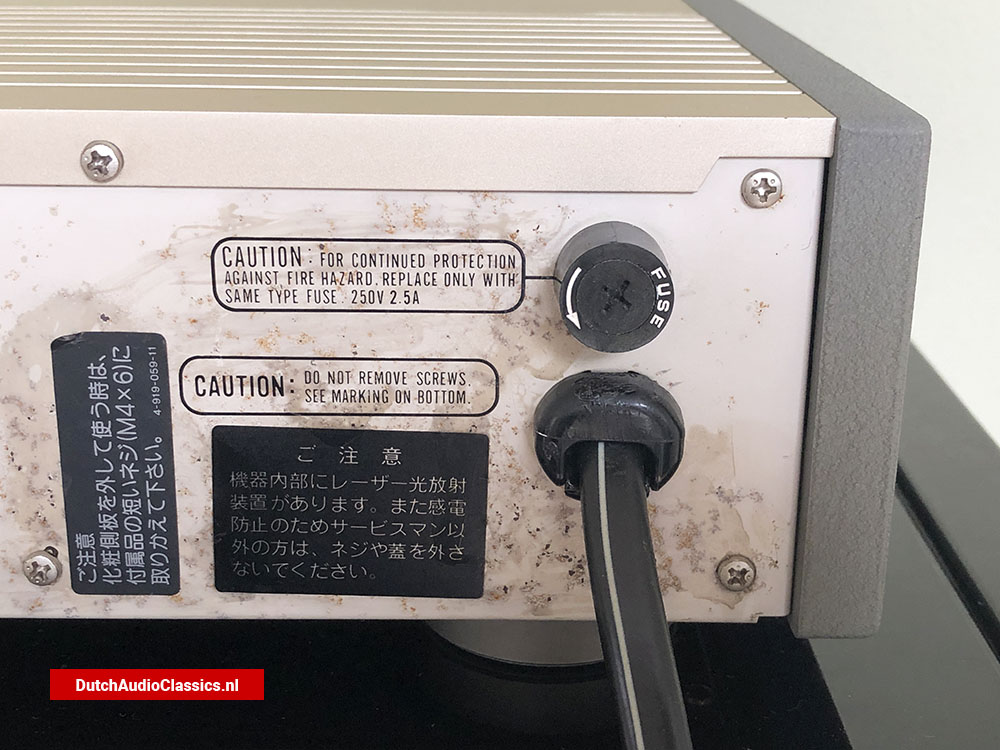 CAUTION: FOR CONTINUED PROTECTION
AGAINST FIRE HAZARD. REPLACE ONLY WITH
SAME TYPE FUSE. 250V 2.5A
FUSE
CAUTION: DO NOT REMOVE SCREWS.
SEE MARKING ON BOTTOM.
ご注意
化粧側板を外して使う時は、
付属品の短いネジ(M4×6)に
取りかえて下さい。
4-919-059-11
ご注意
機器内部にレーザー光放射
装置があります。また感電
防止のためサービスマン以
外の方は、ネジや蓋を外さ
ないてください。
DutchAudioClassics.nl